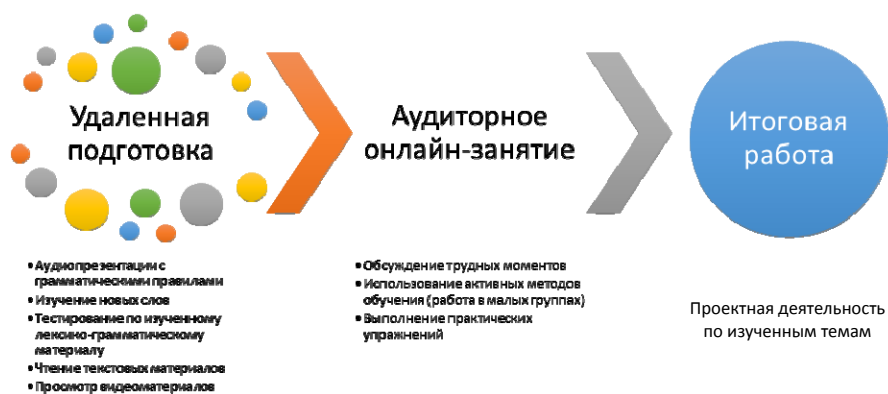 Удаленная
подготовка
Аудиторное
онлайн-занятие
Итоговая
работа
• Аудиопрезентации с
грамматическими правилами
• Изучение новых слов
• Тестирование по изученному
лексико-грамматическому
материалу
• Чтение текстовых материалов
• Просмотр видеоматериалов
• Обсуждение трудных моментов
• Использование активных методов
обучения (работа в малых группах)
• Выполнение практических
упражнений
Проектная деятельность
по изученным темам